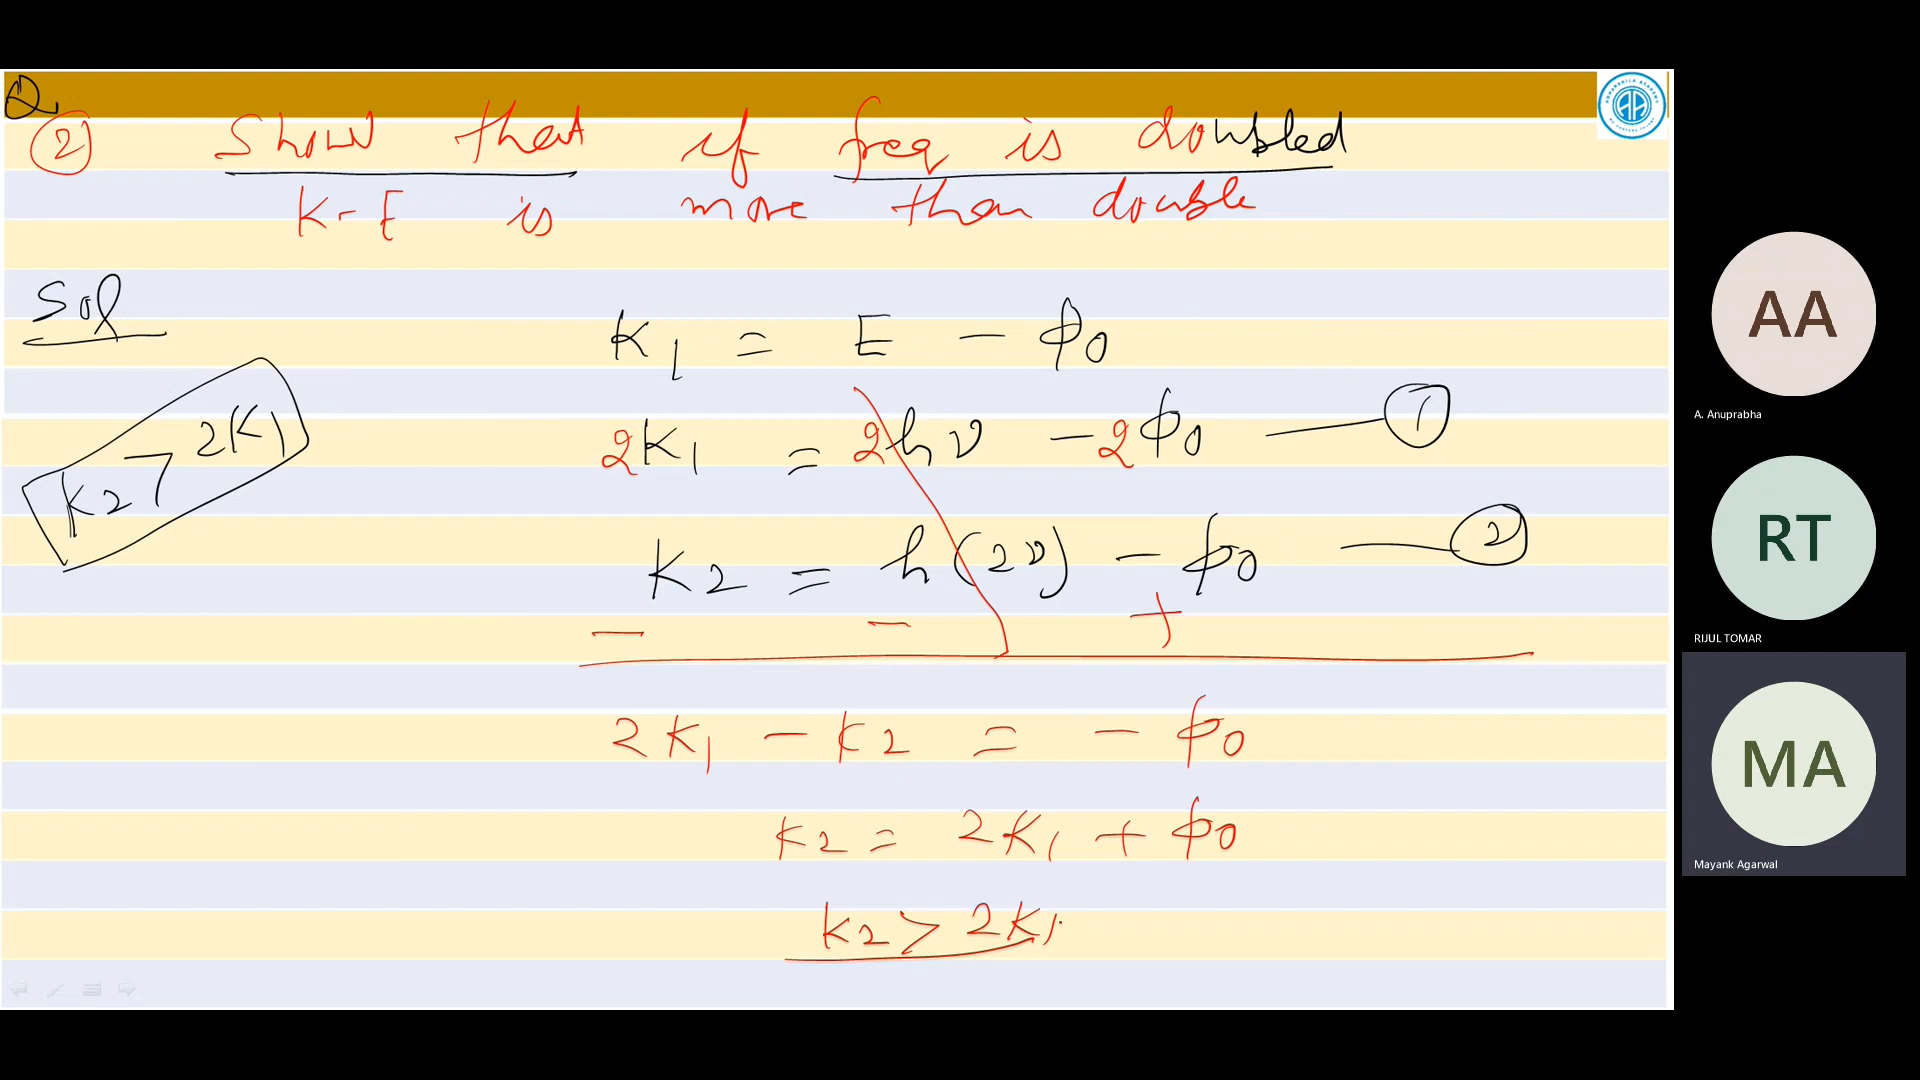 Q.
② Show that if freq is doubled
K-E is more than double
Sol
K₁ = E - ϕ₀
2K₁ = 2hν - 2ϕ₀ — ①
K₂ = h(2ν) - ϕ₀ — ②
- - +
2K₁ - K₂ = - ϕ₀
K₂ = 2K₁ + ϕ₀
K₂ > 2K₁
K₂ > 2K₁
AA
A. Anuprabha
RT
RIJUL TOMAR
MA
Mayank Agarwal